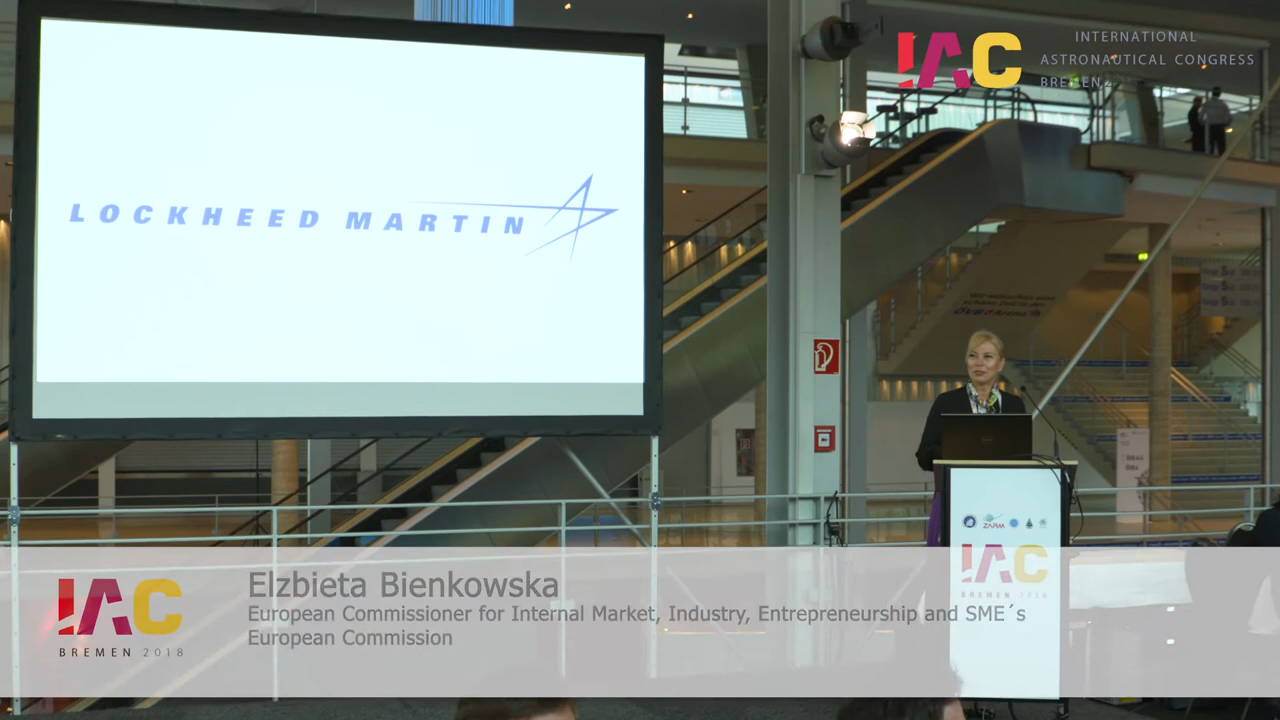 LOCKHEED MARTIN
IAC
INTERNATIONAL
ASTRONAUTICAL CONGRESS
BREMEN
ZARM
IAC
BREMEN 2018
IAC
BREMEN 2018
Elzbieta Bienkowska
European Commissioner for Internal Market, Industry, Entrepreneurship and SME´s
European Commission